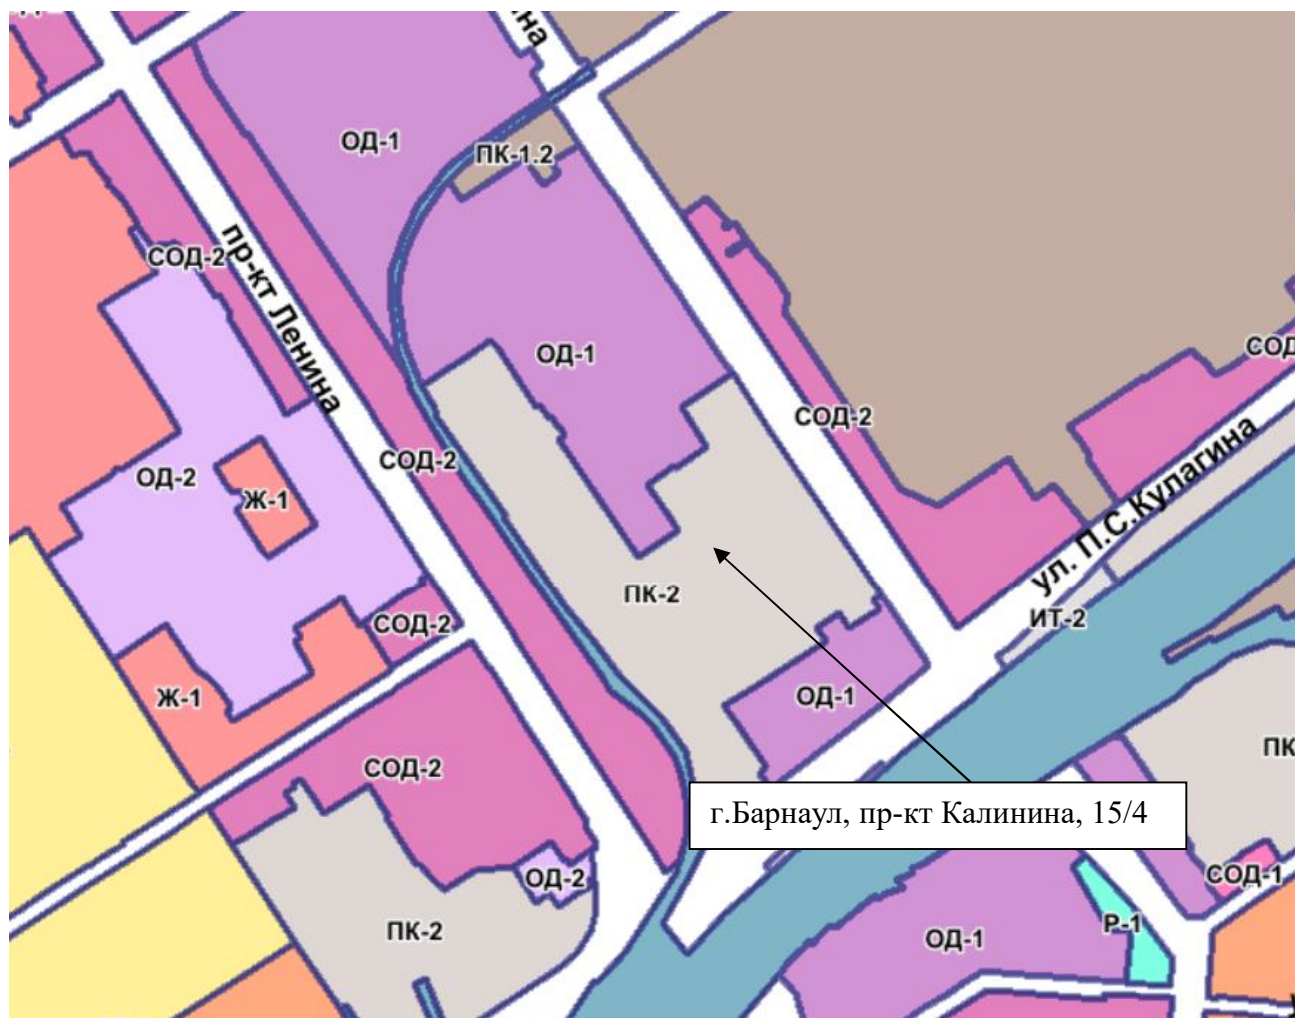 ина
ОД-1
ПК-1.2
СОД-2
пр-кт Ленина
СОД
ОД-1
СОД-2
СОД-2
ОД-2
Ж-1
ул. П.С.Кулагина
ПК-2
СОД-2
ИТ-2
Ж-1
ОД-1
ПК
СОД-2
г.Барнаул, пр-кт Калинина, 15/4
ОД-2
СОД-1
ПК-2
ОД-1
Р-1